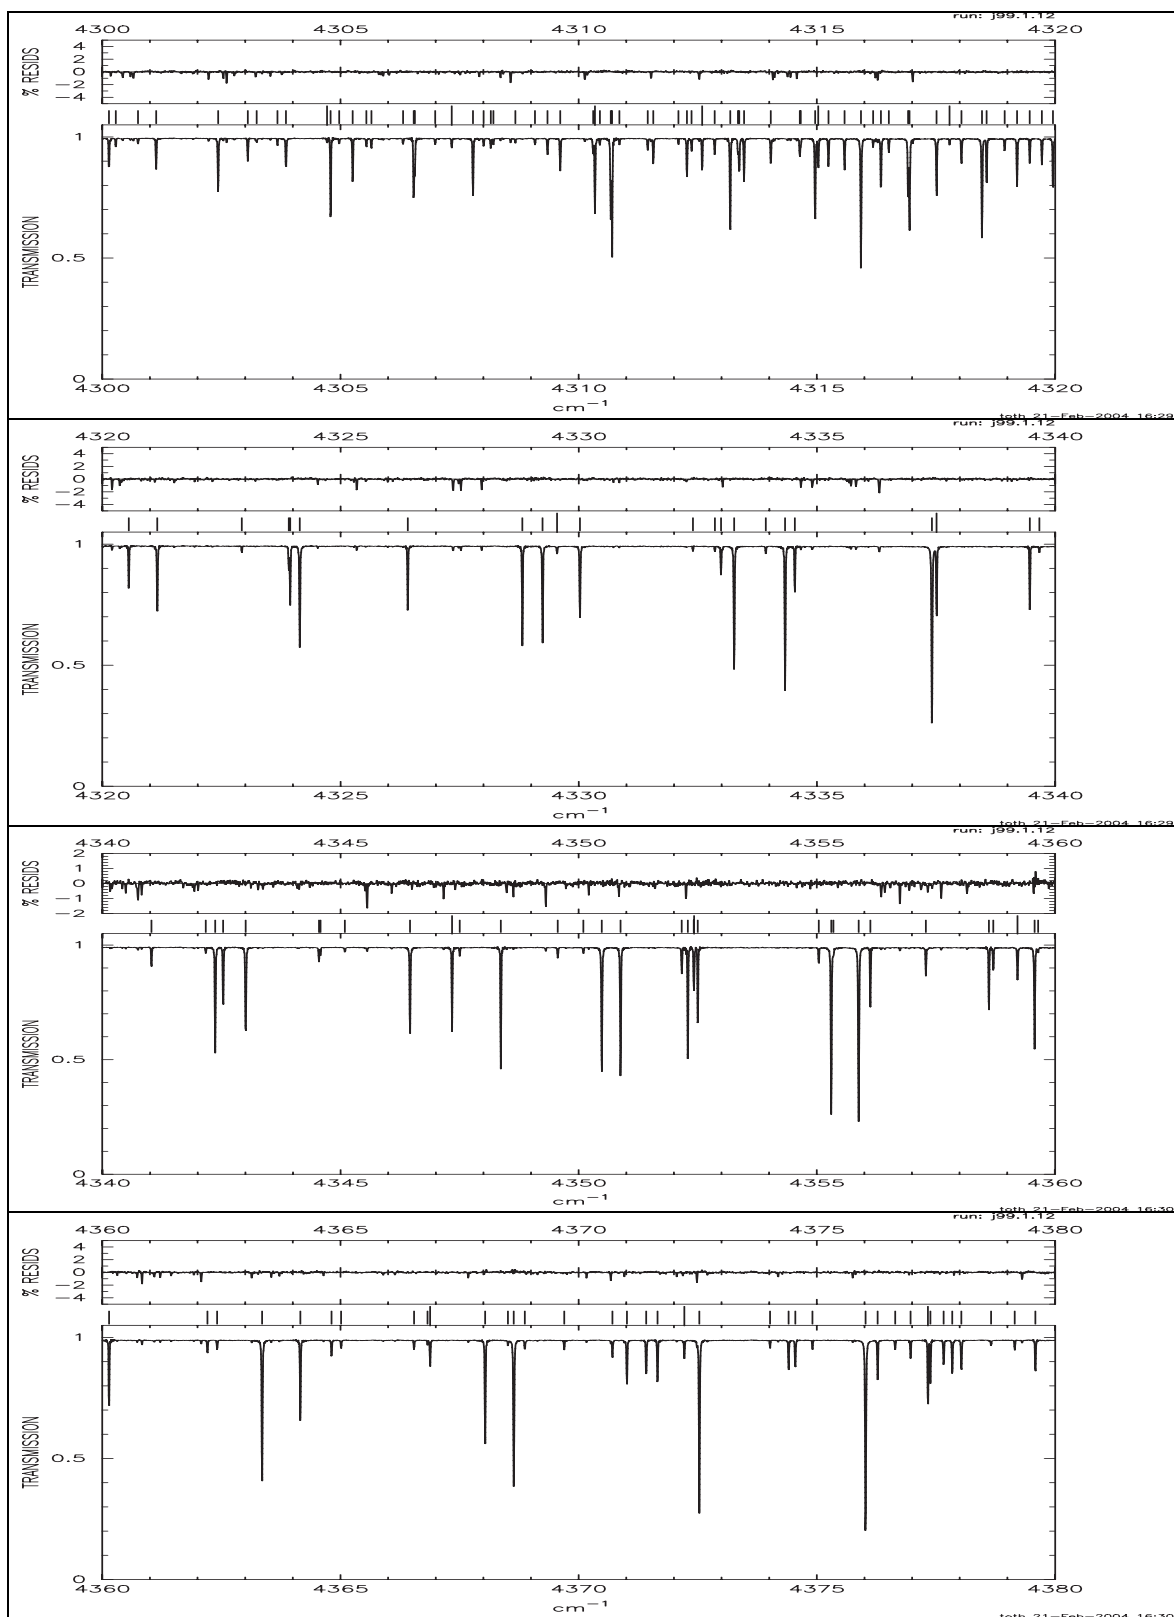 run: j99.1.12
4300 4305 4310 4315 4320
% RESIDS
4
2
0
−2
−4
TRANSMISSION
1
0.5
0
4300 4305 4310 4315 4320
cm−1
toth 21−Feb−2004 16:29
run: j99.1.12
4320 4325 4330 4335 4340
% RESIDS
4
2
0
−2
−4
TRANSMISSION
1
0.5
0
4320 4325 4330 4335 4340
cm−1
toth 21−Feb−2004 16:29
run: j99.1.12
4340 4345 4350 4355 4360
% RESIDS
2
1
0
−1
−2
TRANSMISSION
1
0.5
0
4340 4345 4350 4355 4360
cm−1
toth 21−Feb−2004 16:30
run: j99.1.12
4360 4365 4370 4375 4380
% RESIDS
4
2
0
−2
−4
TRANSMISSION
1
0.5
0
4360 4365 4370 4375 4380
cm−1
toth 21−Feb−2004 16:30